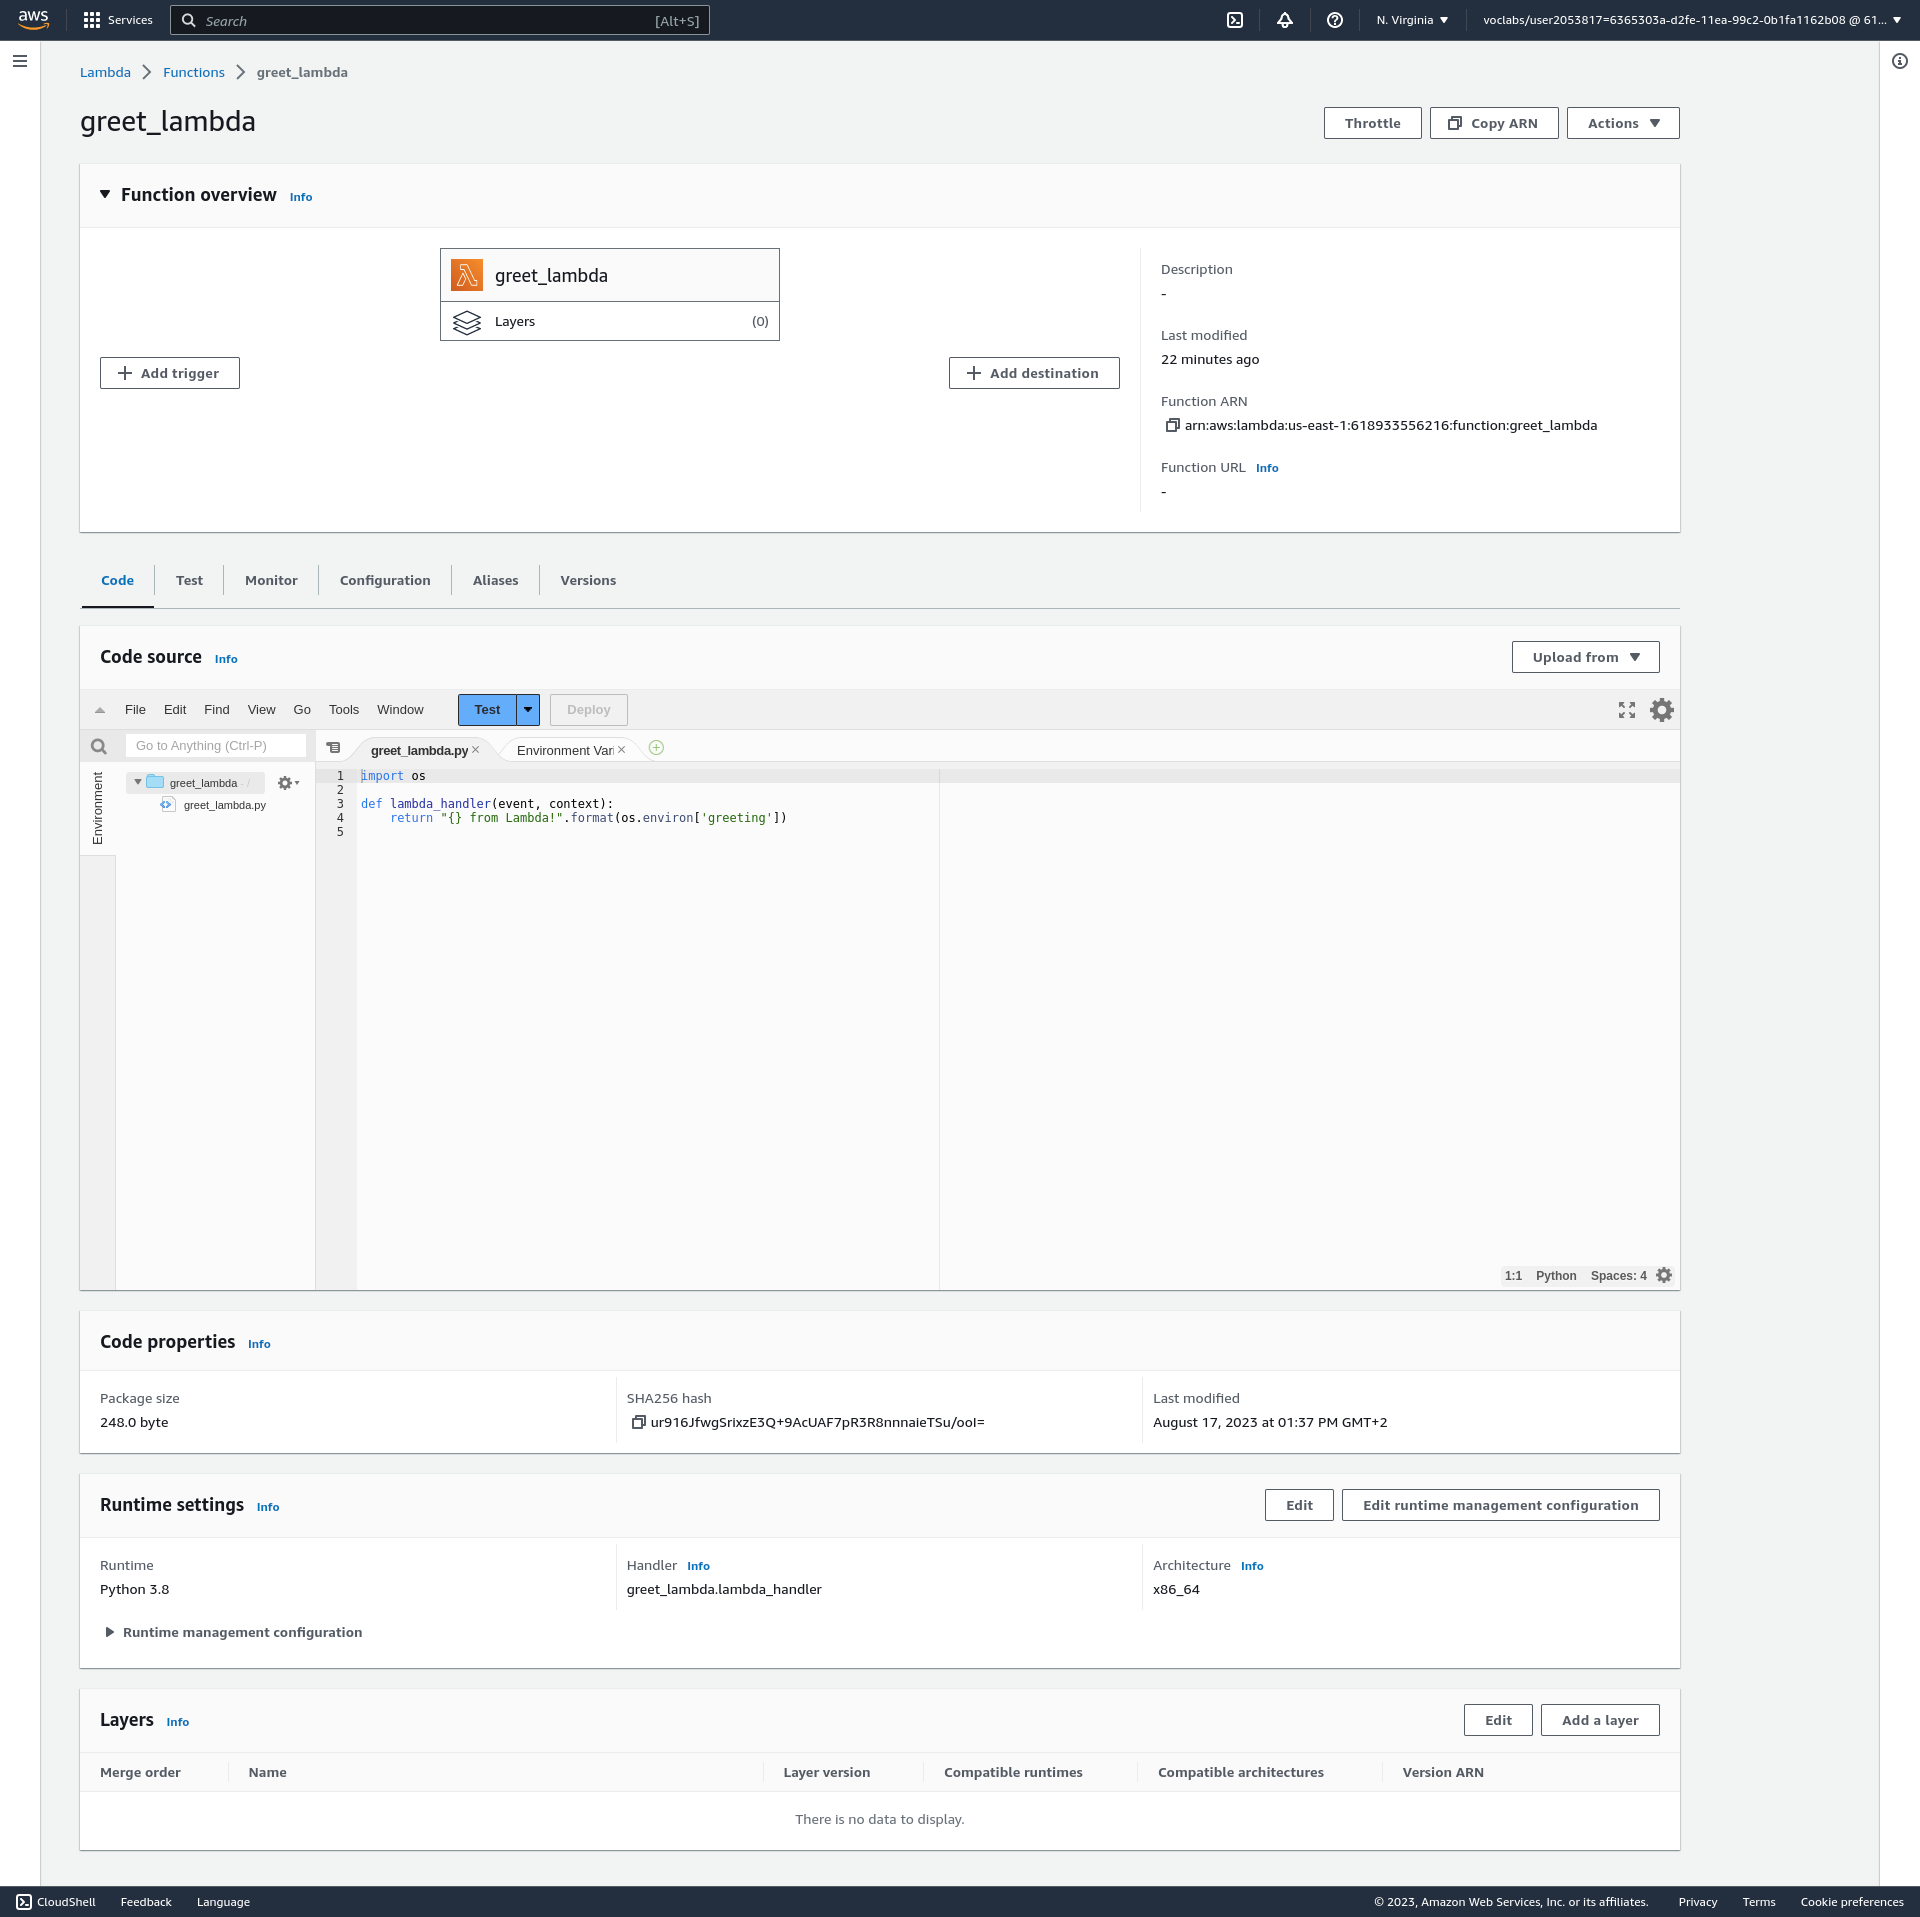 aws Services Search [Alt+S] N. Virginia voclabs/user2053817=6365303a-d2fe-11ea-99c2-0b1fa1162b08 @ 61...
Lambda Functions greet_lambda
greet_lambda
Throttle Copy ARN Actions
Function overview Info
greet_lambda
Layers (0)
Add trigger
Add destination
Description
-
Last modified
22 minutes ago
Function ARN
arn:aws:lambda:us-east-1:618933556216:function:greet_lambda
Function URL Info
-
Code Test Monitor Configuration Aliases Versions
Code source Info
Upload from
File Edit Find View Go Tools Window Test Deploy
Go to Anything (Ctrl-P)
greet_lambda.py Environment Vari
Environment
greet_lambda - /
greet_lambda.py
1 import os
2
3 def lambda_handler(event, context):
4 return "{} from Lambda!".format(os.environ['greeting'])
5
1:1 Python Spaces: 4
Code properties Info
Package size
248.0 byte
SHA256 hash
ur916JfwgSrixzE3Q+9AcUAF7pR3R8nnnaieTSu/ooI=
Last modified
August 17, 2023 at 01:37 PM GMT+2
Runtime settings Info
Edit Edit runtime management configuration
Runtime
Python 3.8
Handler Info
greet_lambda.lambda_handler
Architecture Info
x86_64
Runtime management configuration
Layers Info
Edit Add a layer
Merge order Name Layer version Compatible runtimes Compatible architectures Version ARN
There is no data to display.
CloudShell Feedback Language © 2023, Amazon Web Services, Inc. or its affiliates. Privacy Terms Cookie preferences